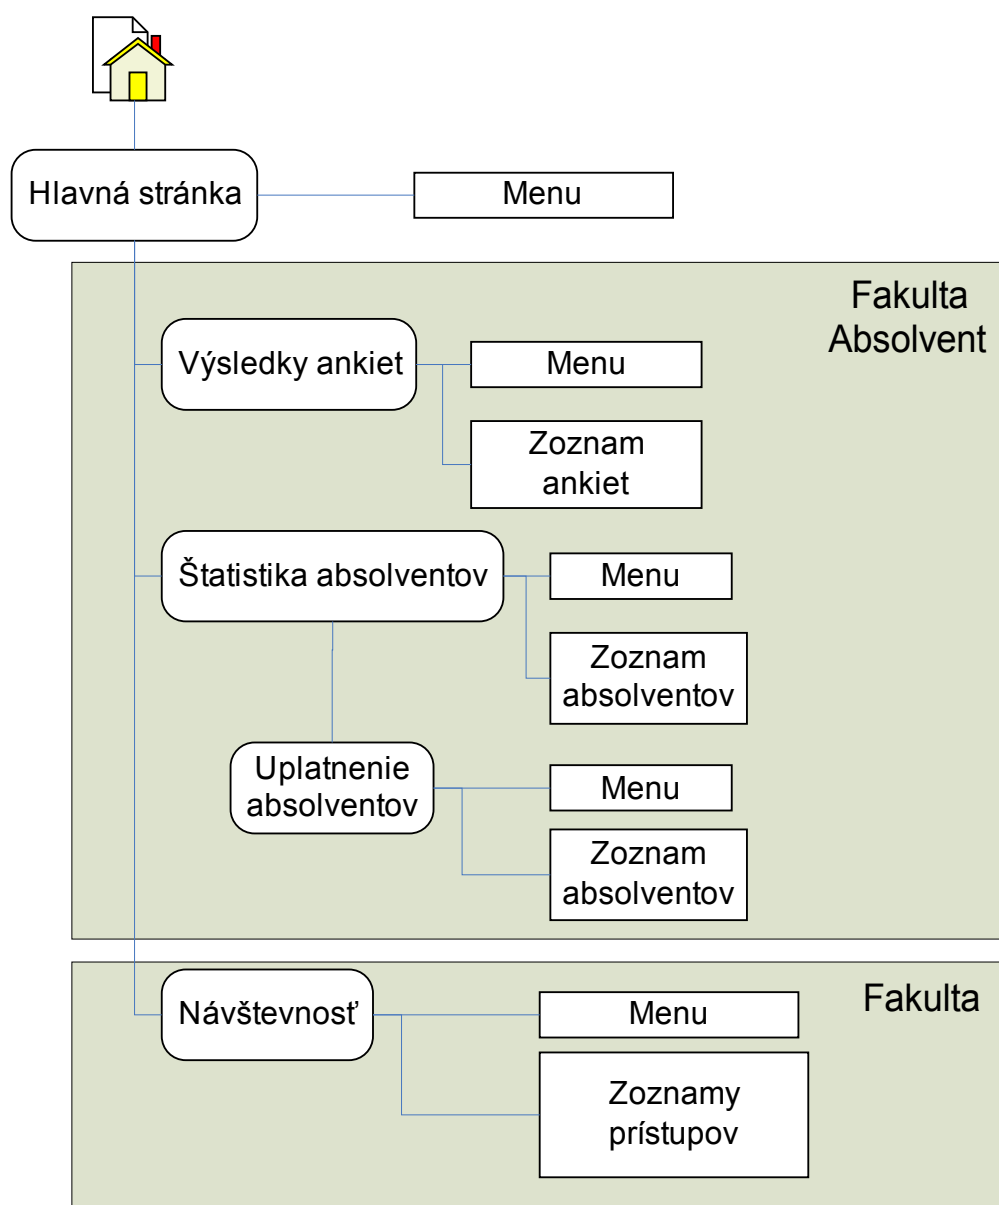 Hlavná stránka
Menu
Fakulta
Absolvent
Výsledky ankiet
Menu
Zoznam
ankiet
Štatistika absolventov
Menu
Zoznam
absolventov
Uplatnenie
absolventov
Menu
Zoznam
absolventov
Fakulta
Návštevnosť
Menu
Zoznamy
prístupov